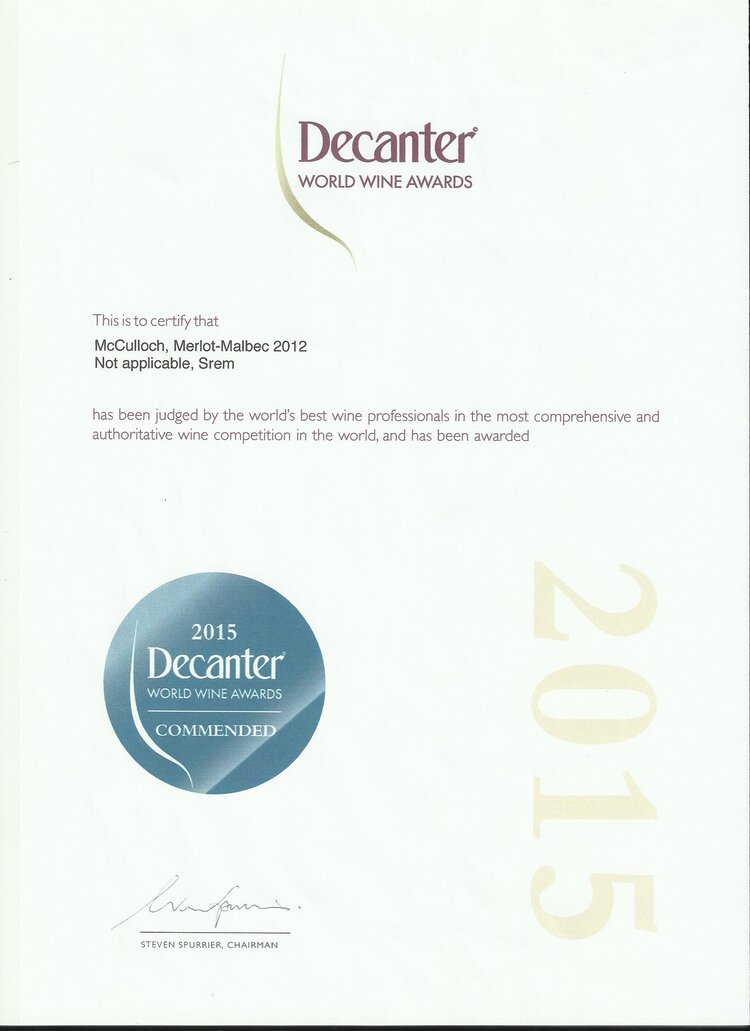 Decanter®
WORLD WINE AWARDS
This is to certify that
McCulloch, Merlot-Malbec 2012
Not applicable, Srem
has been judged by the world's best wine professionals in the most comprehensive and
authoritative wine competition in the world, and has been awarded
2015
Decanter®
WORLD WINE AWARDS
COMMENDED
2015
STEVEN SPURRIER, CHAIRMAN